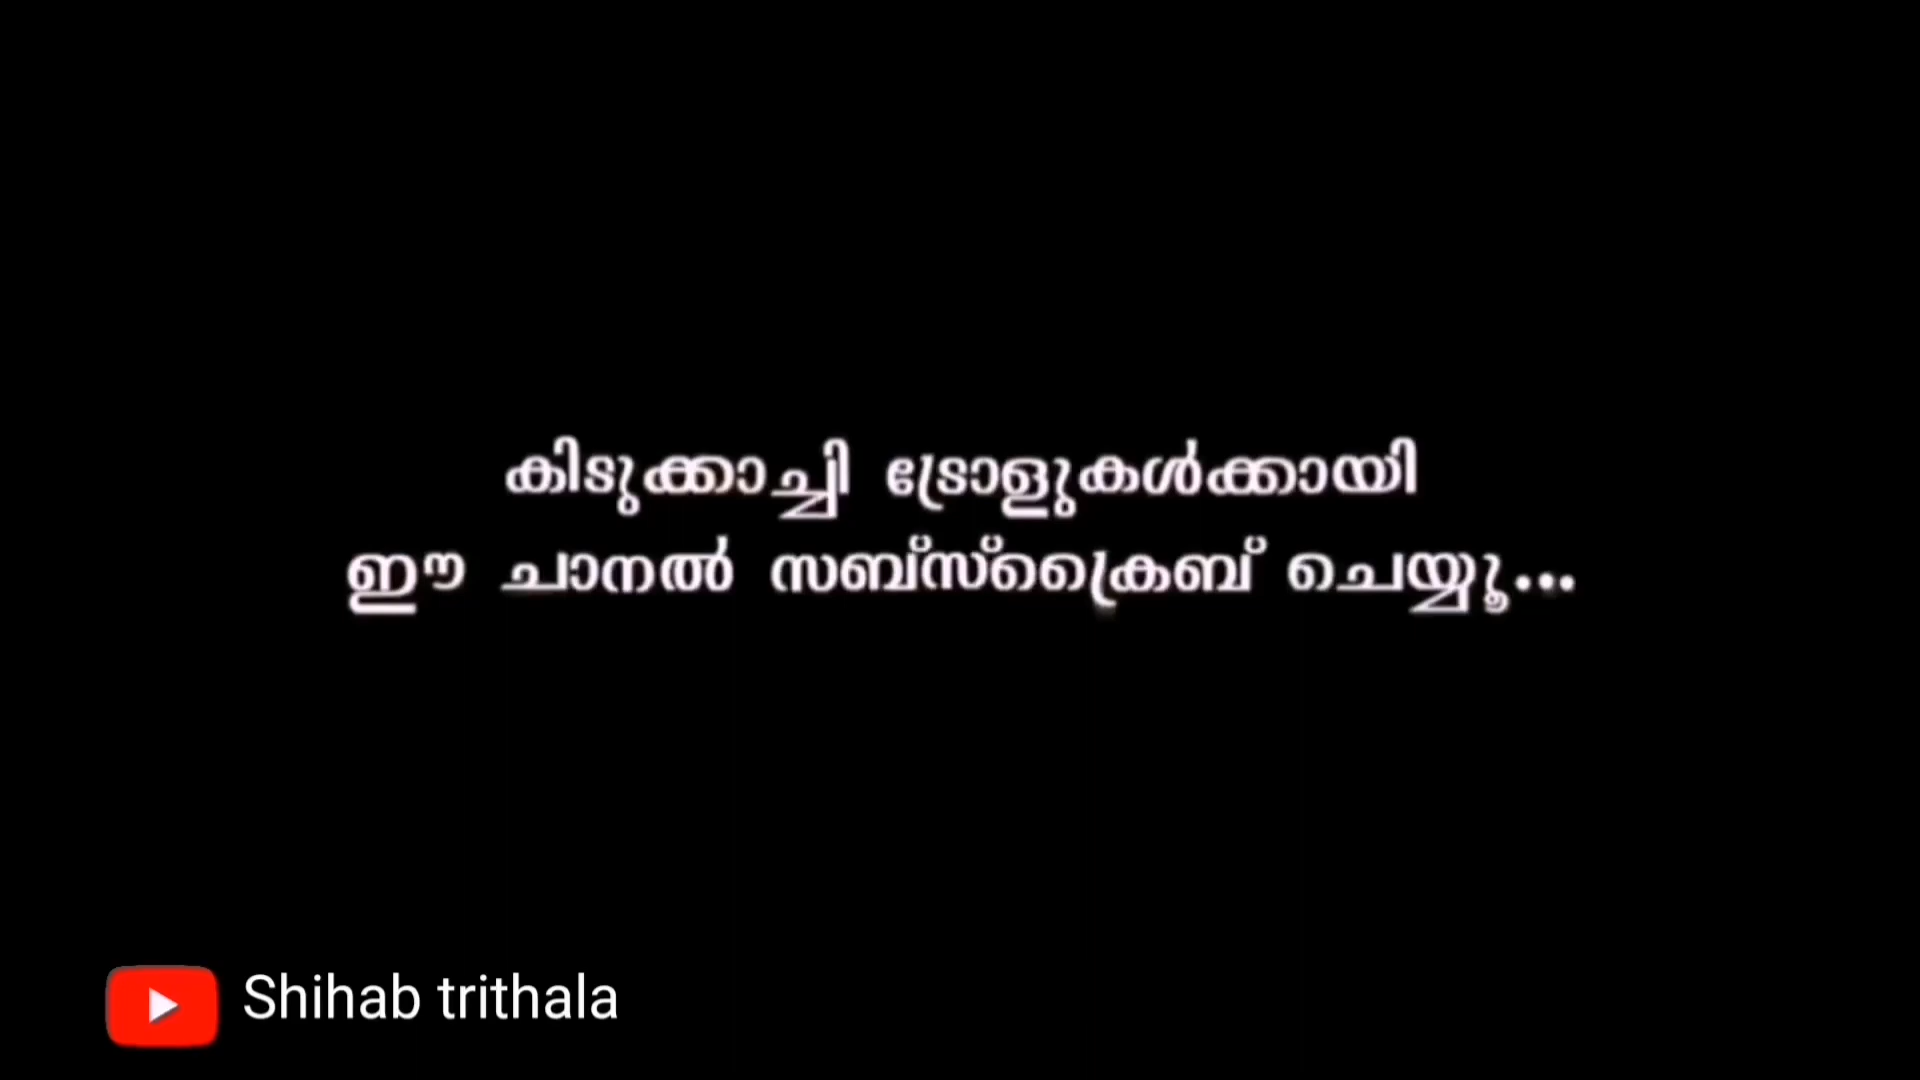 കിടുക്കാച്ചി ട്രോളുകൾക്കായി
ഈ ചാനൽ സബ്സ്ക്രൈബ് ചെയ്യൂ...
Shihab trithala